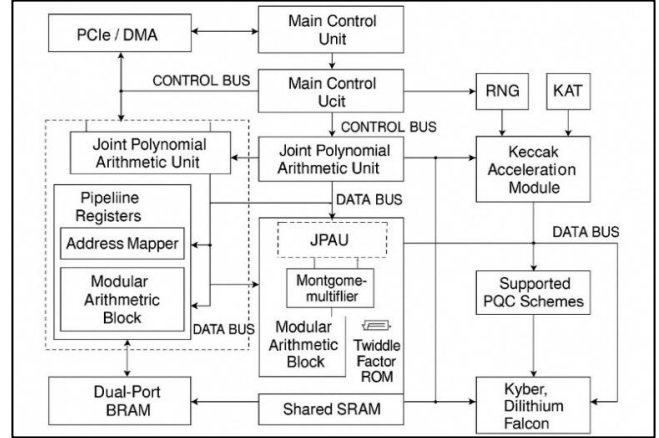 PCIe / DMA
Main Control
Unit
CONTROL BUS
Main Control
Ucit
RNG
KAT
CONTROL BUS
Joint Polynomial
Arithmetic Unit
Joint Polynomial
Arithmetic Unit
Keccak
Acceleration
Module
Pipeliine
Registers
Address Mapper
Modular
Arithmetric
Block
DATA BUS
DATA BUS
JPAU
Montgome-
multiflier
Modular
Arithmetic
Block
Twiddle
Factor
ROM
DATA BUS
Supported
PQC Schemes
Dual-Port
BRAM
Shared SRAM
Kyber,
Dilithium
Falcon